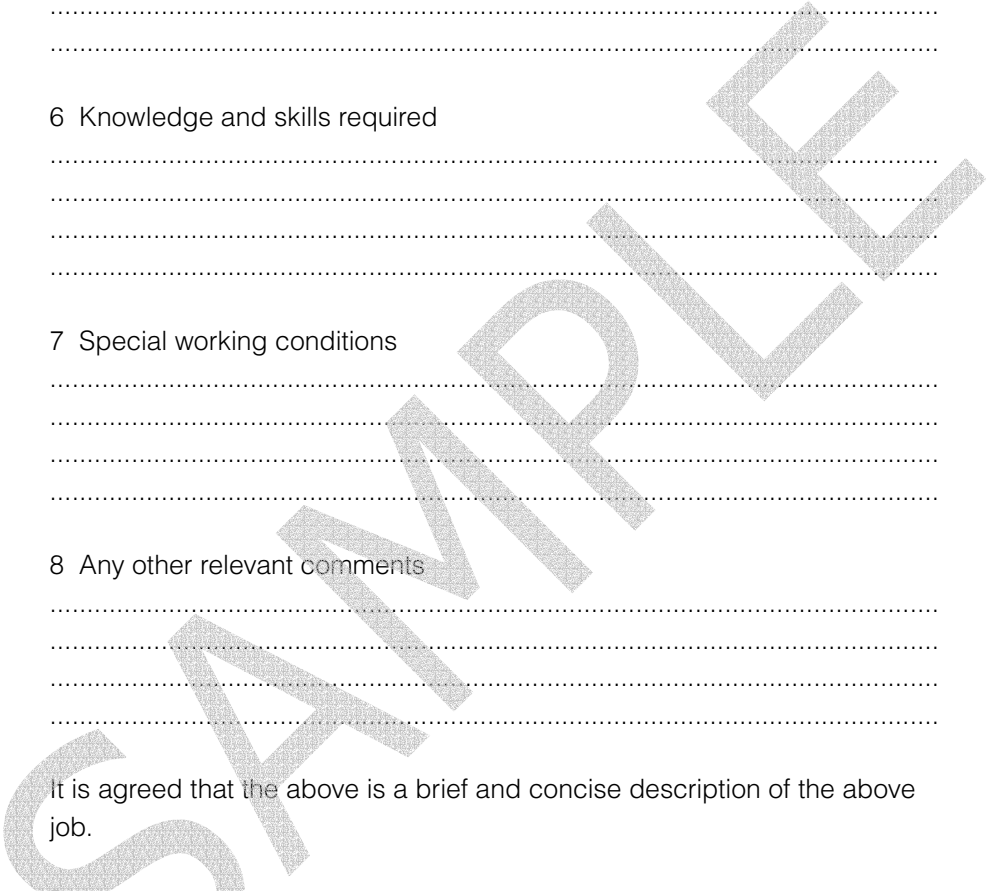 ................................................................................................................................
................................................................................................................................
6 Knowledge and skills required
................................................................................................................................
................................................................................................................................
................................................................................................................................
................................................................................................................................
7 Special working conditions
................................................................................................................................
................................................................................................................................
................................................................................................................................
................................................................................................................................
8 Any other relevant comments
................................................................................................................................
................................................................................................................................
................................................................................................................................
................................................................................................................................
It is agreed that the above is a brief and concise description of the above
job.
SAMPLE